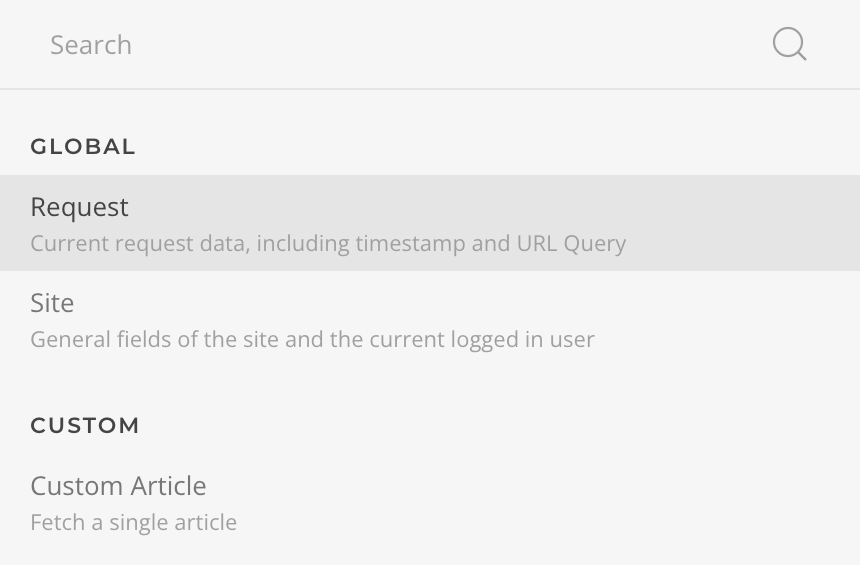 Search
GLOBAL
Request
Current request data, including timestamp and URL Query
Site
General fields of the site and the current logged in user
CUSTOM
Custom Article
Fetch a single article